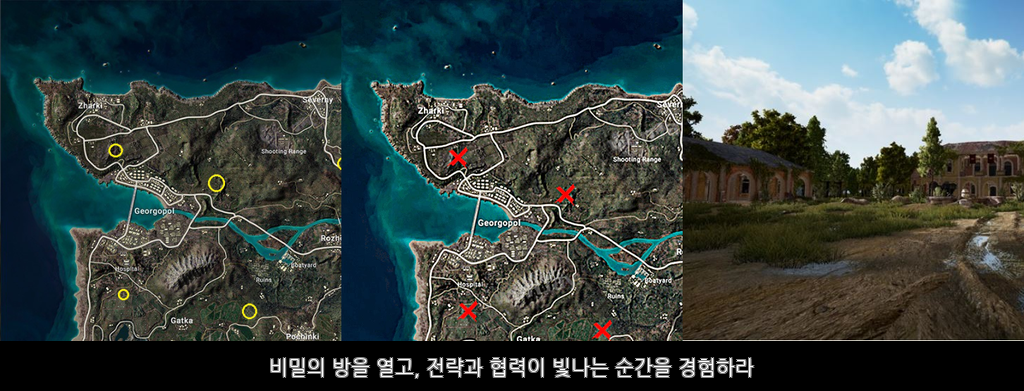 Zharki
Severny
Shooting Range
Georgopol
Hospital
Boatyard
Ruins
Gatka
Pochinki
Zharki
Shooting Range
Georgopol
Hospital
Boatyard
Ruins
비밀의 방을 열고, 전략과 협력이 빛나는 순간을 경험하라